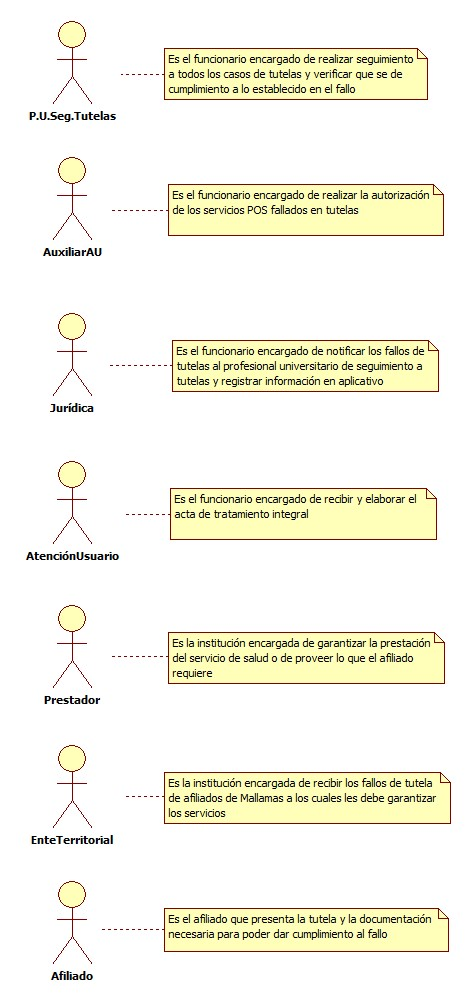 Es el funcionario encargado de realizar seguimiento
a todos los casos de tutelas y verificar que se de
cumplimiento a lo establecido en el fallo
P.U.Seg.Tutelas
Es el funcionario encargado de realizar la autorización
de los servicios POS fallados en tutelas
AuxiliarAU
Es el funcionario encargado de notificar los fallos de
tutelas al profesional universitario de seguimiento a
tutelas y registrar información en aplicativo
Jurídica
Es el funcionario encargado de recibir y elaborar el
acta de tratamiento integral
AtenciónUsuario
Es la institución encargada de garantizar la prestación
del servicio de salud o de proveer lo que el afiliado
requiere
Prestador
Es la institución encargada de recibir los fallos de tutela
de afiliados de Mallamas a los cuales les debe garantizar
los servicios
EnteTerritorial
Es el afiliado que presenta la tutela y la documentación
necesaria para poder dar cumplimiento al fallo
Afiliado